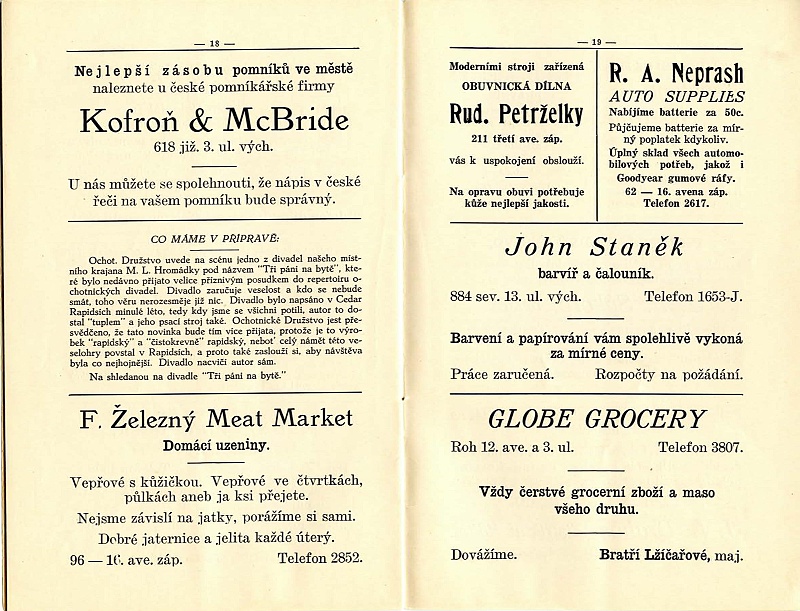 — 18 —
Nejlepší zásobu pomníků ve městě
naleznete u české pomníkářské firmy
Kofroň & McBride
618 již. 3. ul. vých.
U nás můžete se spolehnouti, že nápis v české
řeči na vašem pomníku bude správný.
CO MÁME V PŘÍPRAVĚ:
Ochot. Družstvo uvede na scénu jedno z divadel našeho míst-
ního krajana M. L. Hromádky pod názvem "Tři páni na bytě", kte-
ré bylo nedávno přijato velice příznivým posudkem do repertoiru o-
chotnických divadel. Divadlo zaručuje veselost a kdo se nebude
smát, toho věru nerozesměje již nic. Divadlo bylo napsáno v Cedar
Rapidsích minulé léto, tedy kdy jsme se všichni potili, autor to do-
stal "tuplem" a jeho psací stroj také. Ochotnické Družstvo jest pře-
svědčeno, že tato novinka bude tím více přijata, protože je to výro-
bek "rapidský" a "čistokrevně" rapidský, neboť celý námět této ve-
selohry povstal v Rapidsích, a proto také zaslouží si, aby návštěva
byla co nejhojnější. Divadlo nacvičí autor sám.
Na shledanou na divadle "Tři páni na bytě."
F. Železný Meat Market
Domácí uzeniny.
Vepřové s kůžičkou. Vepřové ve čtvrtkách,
půlkách aneb ja ksi přejete.
Nejsme závislí na jatky, porážíme si sami.
Dobré jaternice a jelita každé úterý.
96 — 16. ave. záp. Telefon 2852.
— 19 —
Moderními stroji zařízená
OBUVNICKÁ DÍLNA
Rud. Petrželky
211 třetí ave. záp.
vás k uspokojení obslouží.
Na opravu obuvi potřebuje
kůže nejlepší jakosti.
R. A. Neprash
AUTO SUPPLIES
Nabíjíme batterie za 50c.
Půjčujeme batterie za mír-
ný poplatek kdykoliv.
Úplný sklad všech automo-
bilových potřeb, jakož i
Goodyear gumové ráfy.
62 — 16. avena záp.
Telefon 2617.
John Staněk
barvíř a čalouník.
884 sev. 13. ul. vých. Telefon 1653-J.
Barvení a papírování vám spolehlivě vykoná
za mírné ceny.
Práce zaručená. Rozpočty na požádání.
GLOBE GROCERY
Roh 12. ave. a 3. ul. Telefon 3807.
Vždy čerstvé grocerní zboží a maso
všeho druhu.
Dovážíme. Bratří Lžíčařové, maj.